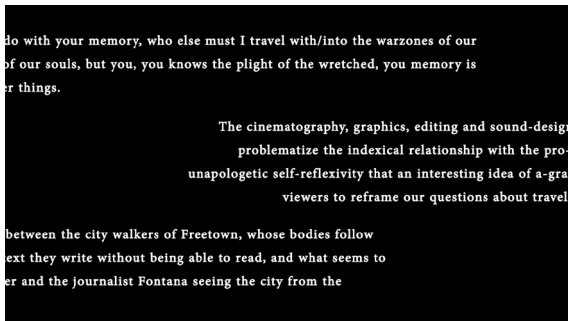 do with your memory, who else must I travel with/into the warzones of our
of our souls, but you, you knows the plight of the wretched, you memory is
er things.
The cinematography, graphics, editing and sound-design
problematize the indexical relationship with the pro-
unapologetic self-reflexivity that an interesting idea of a-gra
viewers to reframe our questions about travel
between the city walkers of Freetown, whose bodies follow
text they write without being able to read, and what seems to
er and the journalist Fontana seeing the city from the